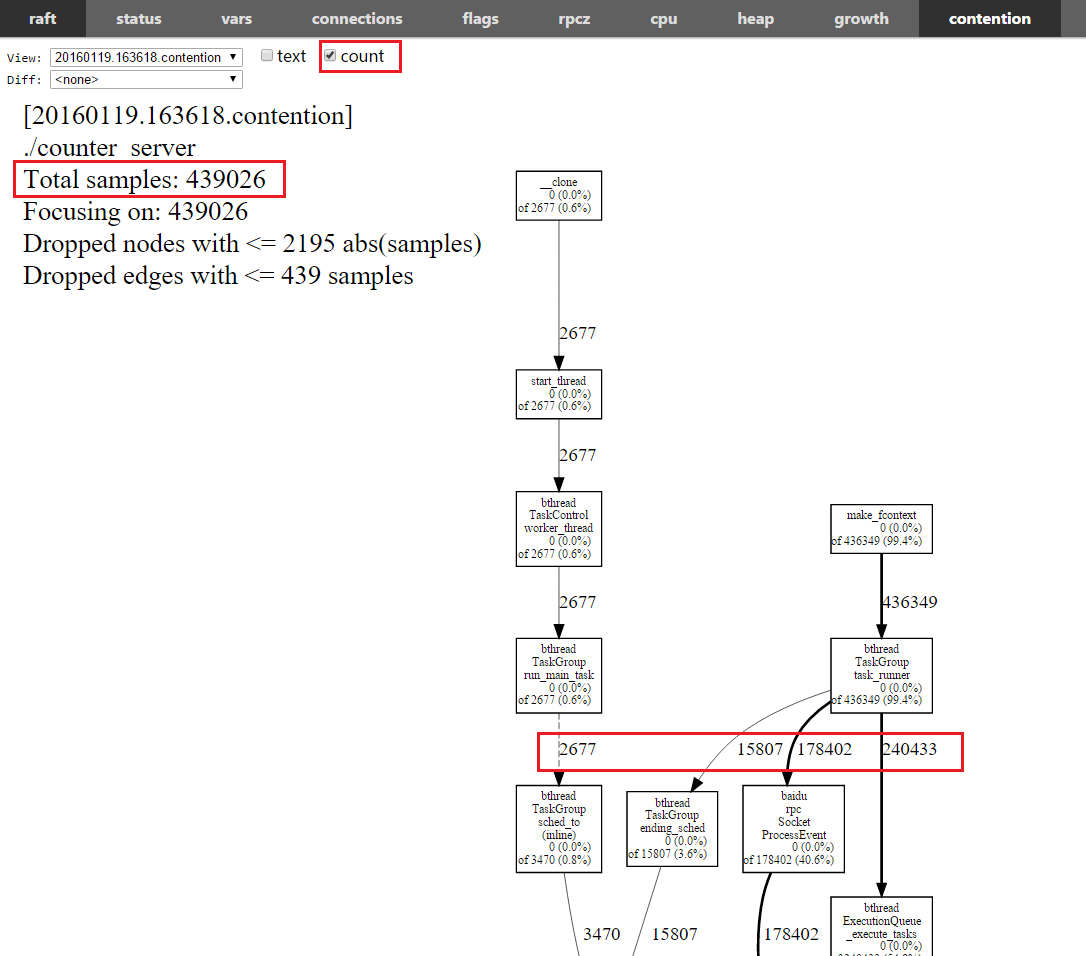 raft status vars connections flags rpcz cpu heap growth contention
View: 20160119.163618.contention text count
Diff: <none>
[20160119.163618.contention]
./counter_server
Total samples: 439026
Focusing on: 439026
Dropped nodes with <= 2195 abs(samples)
Dropped edges with <= 439 samples
__clone
0 (0.0%)
of 2677 (0.6%)
2677
start_thread
0 (0.0%)
of 2677 (0.6%)
2677
bthread
TaskControl
worker_thread
0 (0.0%)
of 2677 (0.6%)
2677
make_fcontext
0 (0.0%)
of 436349 (99.4%)
436349
bthread
TaskGroup
run_main_task
0 (0.0%)
of 2677 (0.6%)
bthread
TaskGroup
task_runner
0 (0.0%)
of 436349 (99.4%)
2677 15807 178402 240433
bthread
TaskGroup
sched_to
(inline)
0 (0.0%)
of 3470 (0.8%)
bthread
TaskGroup
ending_sched
0 (0.0%)
of 15807 (3.6%)
baidu
rpc
Socket
ProcessEvent
0 (0.0%)
of 178402 (40.6%)
bthread
ExecutionQueue
_execute_tasks
0 (0.0%)
3470 15807 178402